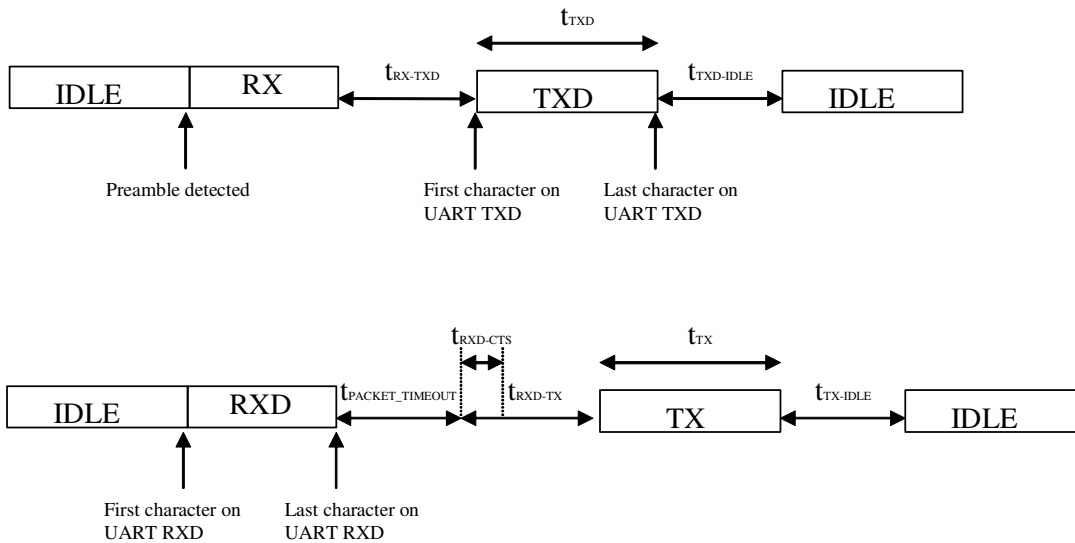 tTXD
IDLE
RX
tRX-TXD
TXD
tTXD-IDLE
IDLE
Preamble detected
First character on
UART TXD
Last character on
UART TXD
tRXD-CTS
tTX
IDLE
RXD
tPACKET_TIMEOUT
tRXD-TX
TX
tTX-IDLE
IDLE
First character on
UART RXD
Last character on
UART RXD